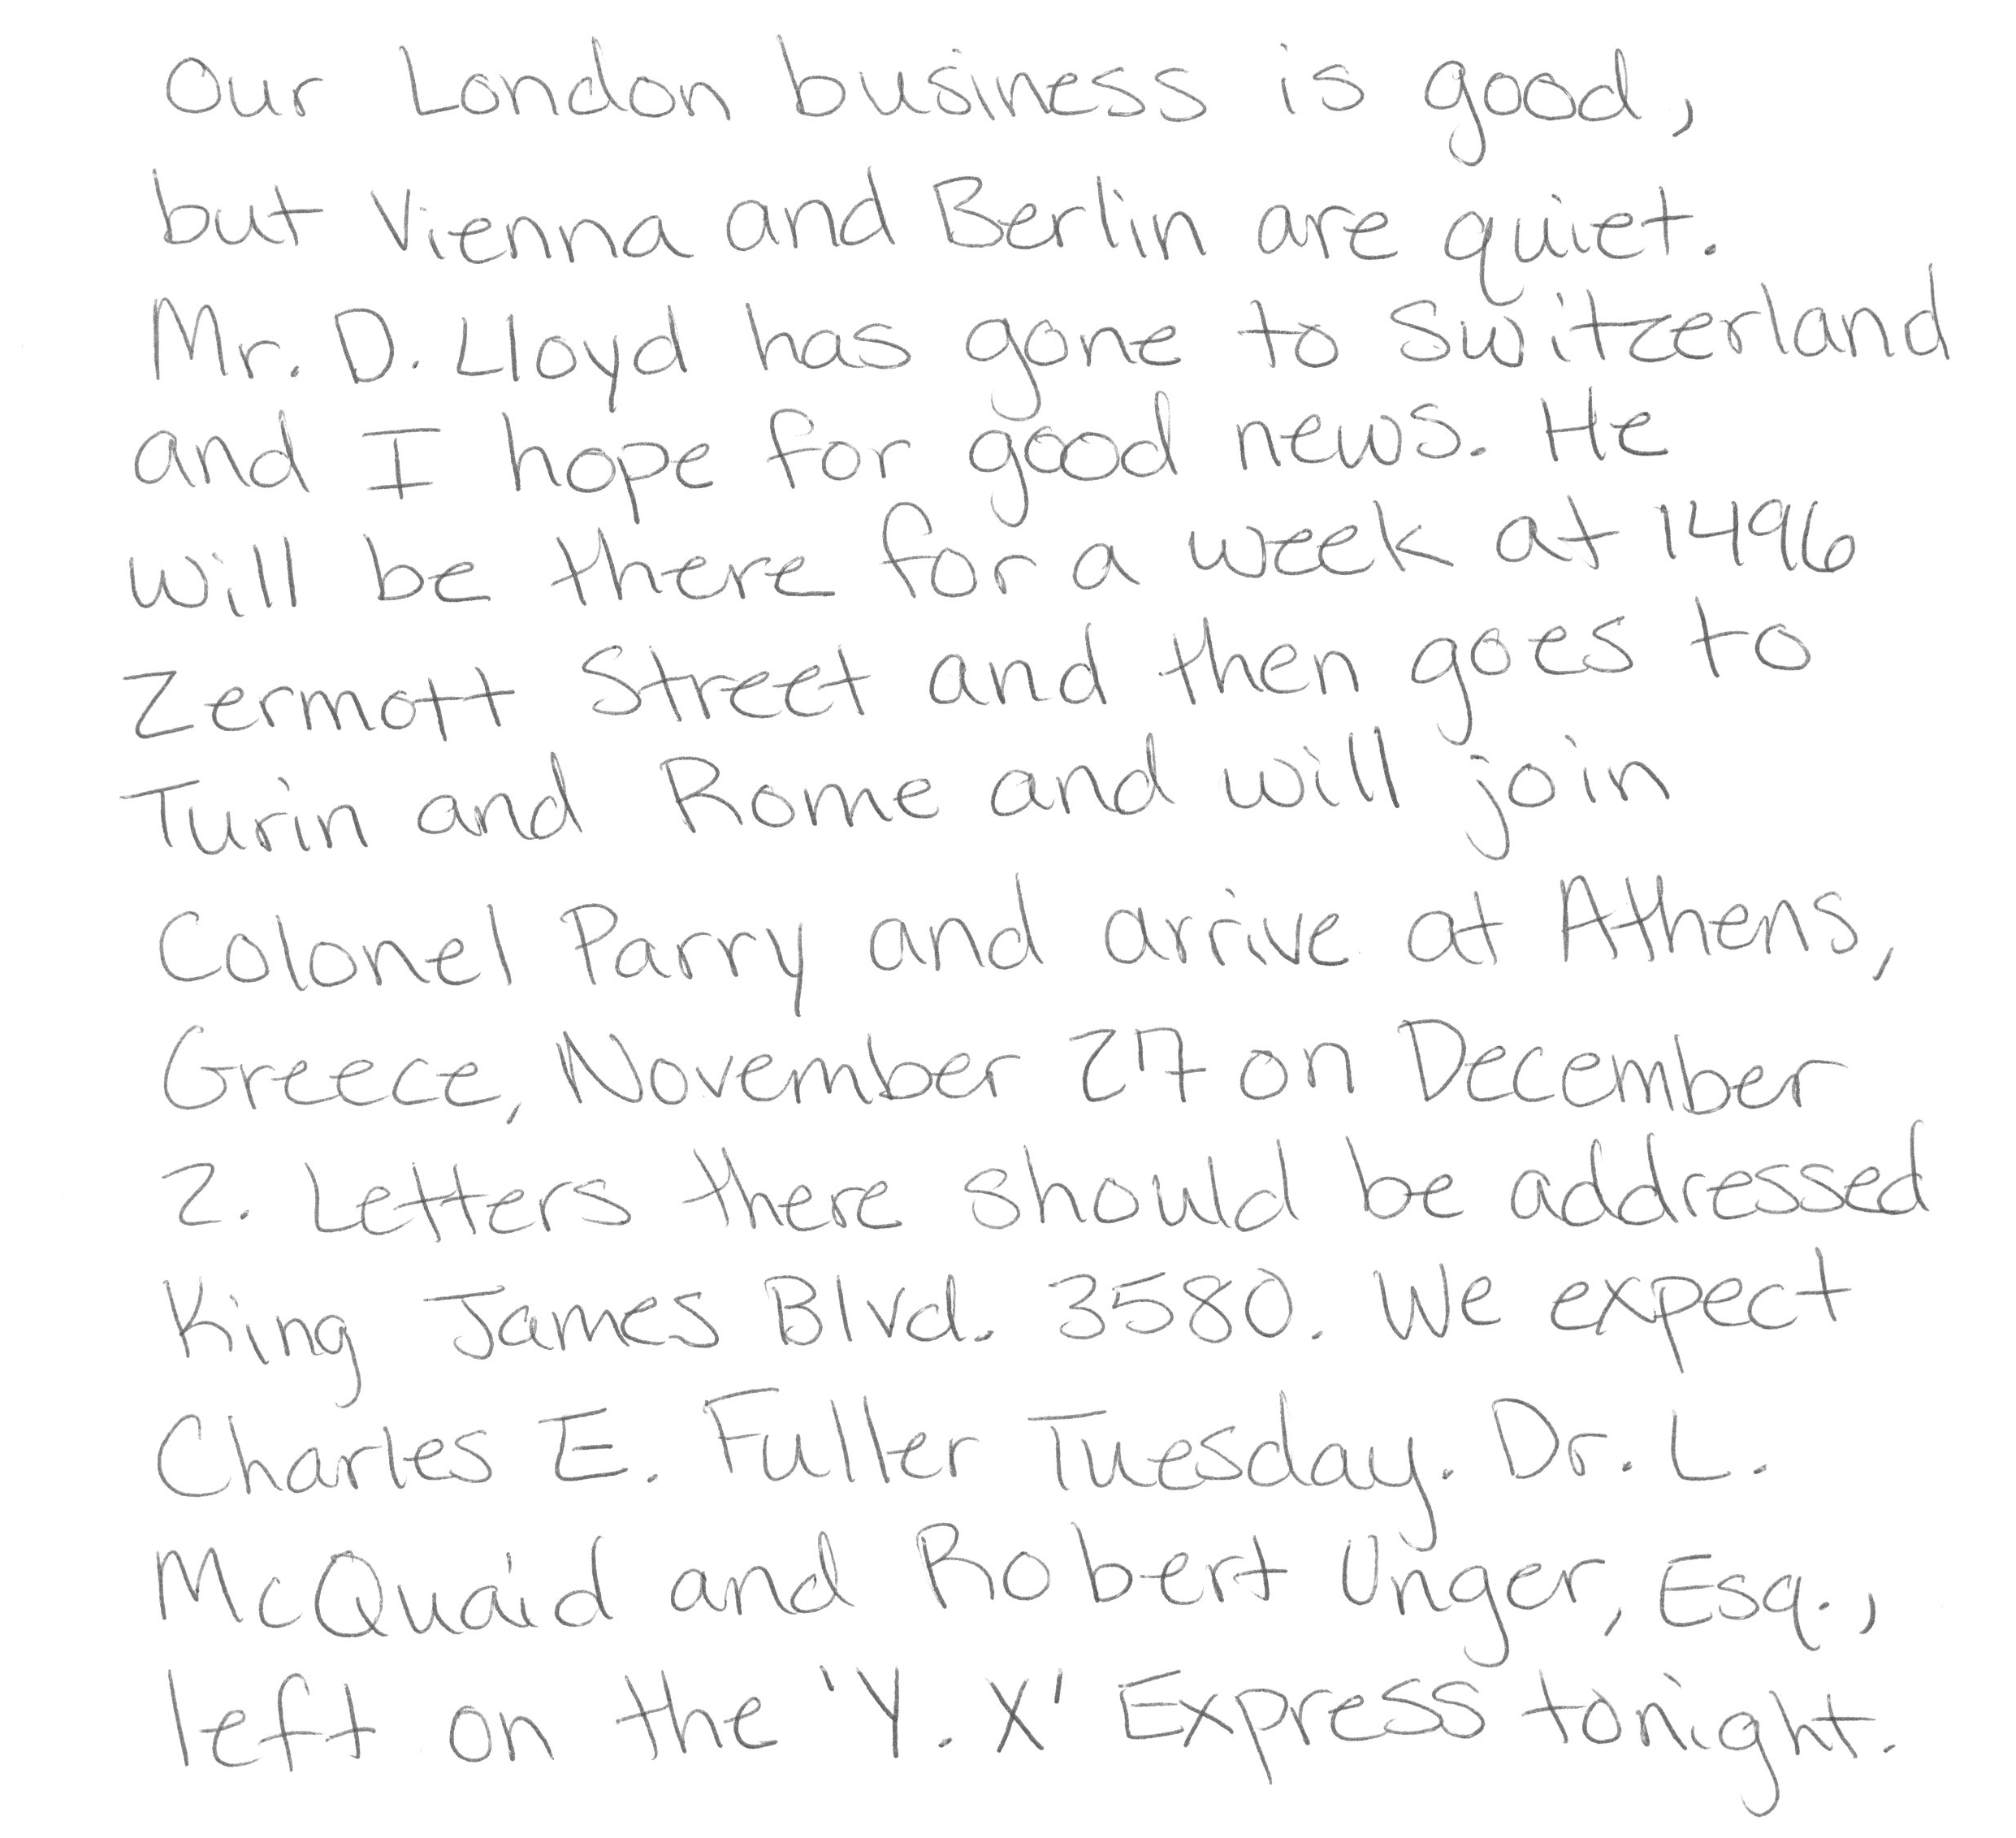 Our London business is good,
but Vienna and Berlin are quiet.
Mr. D. Lloyd has gone to Switzerland
and I hope for good news. He
will be there for a week at 1496
Zermott Street and then goes to
Turin and Rome and will join
Colonel Parry and arrive at Athens,
Greece, November 27 on December
2. Letters there should be addressed
King James Blvd. 3580. We expect
Charles E. Fuller Tuesday. Dr. L.
McQuaid and Robert Unger, Esq.,
left on the 'Y. X' Express tonight.